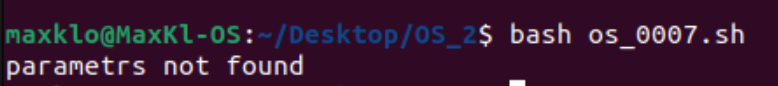 maxklo@MaxKl-OS:~/Desktop/OS_2$ bash os_0007.sh
parametrs not found